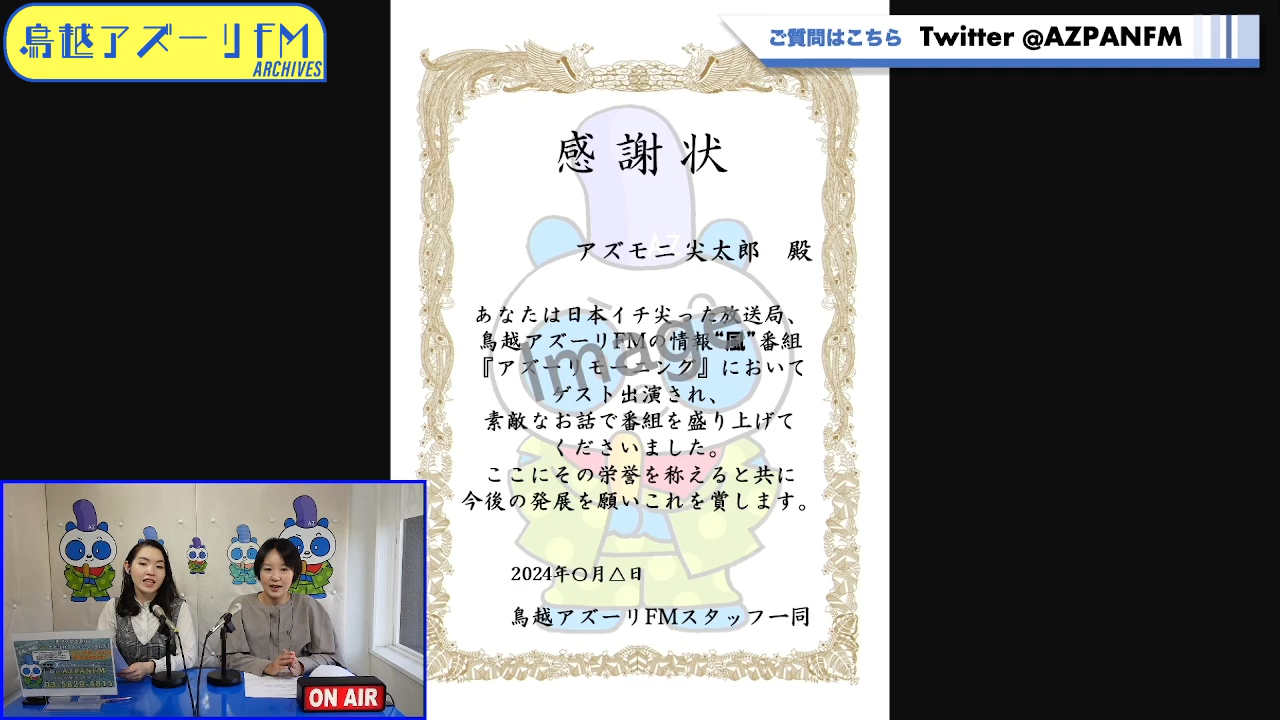 鳥越アズーリFM
ARCHIVES
ご質問はこちら Twitter @AZPANFM
感謝状
アズモニ 尖太郎 殿
あなたは日本イチ尖った放送局、
鳥越アズーリFMの情報“風”番組
『アズーリモーニング』において
ゲスト出演され、
素敵なお話で番組を盛り上げて
くださいました。
ここにその栄誉を称えると共に
今後の発展を願いこれを賞します。
2024年〇月△日
鳥越アズーリFMスタッフ一同
Image
AZ
AZPANFM
03-5820-4815
ON AIR